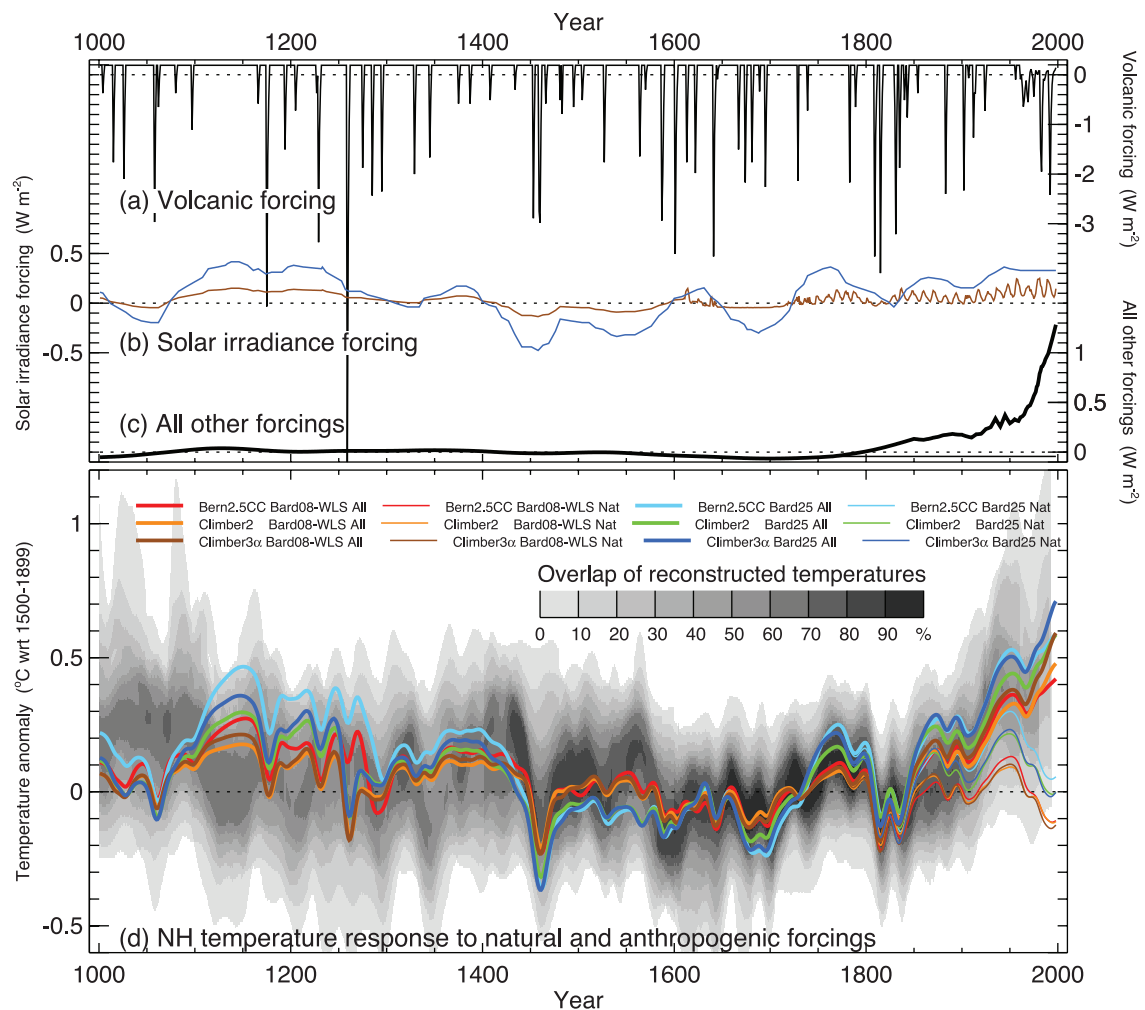 Year
1000 1200 1400 1600 1800 2000
0
-1
-2
-3
Volcanic forcing (W m-2)
(a) Volcanic forcing
Solar irradiance forcing (W m-2)
0.5
0
-0.5
(b) Solar irradiance forcing
1
0.5
0
All other forcings (W m-2)
(c) All other forcings
Bern2.5CC Bard08-WLS All Bern2.5CC Bard08-WLS Nat Bern2.5CC Bard25 All Bern2.5CC Bard25 Nat
Climber2 Bard08-WLS All Climber2 Bard08-WLS Nat Climber2 Bard25 All Climber2 Bard25 Nat
Climber3α Bard08-WLS All Climber3α Bard08-WLS Nat Climber3α Bard25 All Climber3α Bard25 Nat
Overlap of reconstructed temperatures
0 10 20 30 40 50 60 70 80 90 %
Temperature anomaly (°C wrt 1500-1899)
1
0.5
0
-0.5
(d) NH temperature response to natural and anthropogenic forcings
1000 1200 1400 1600 1800 2000
Year